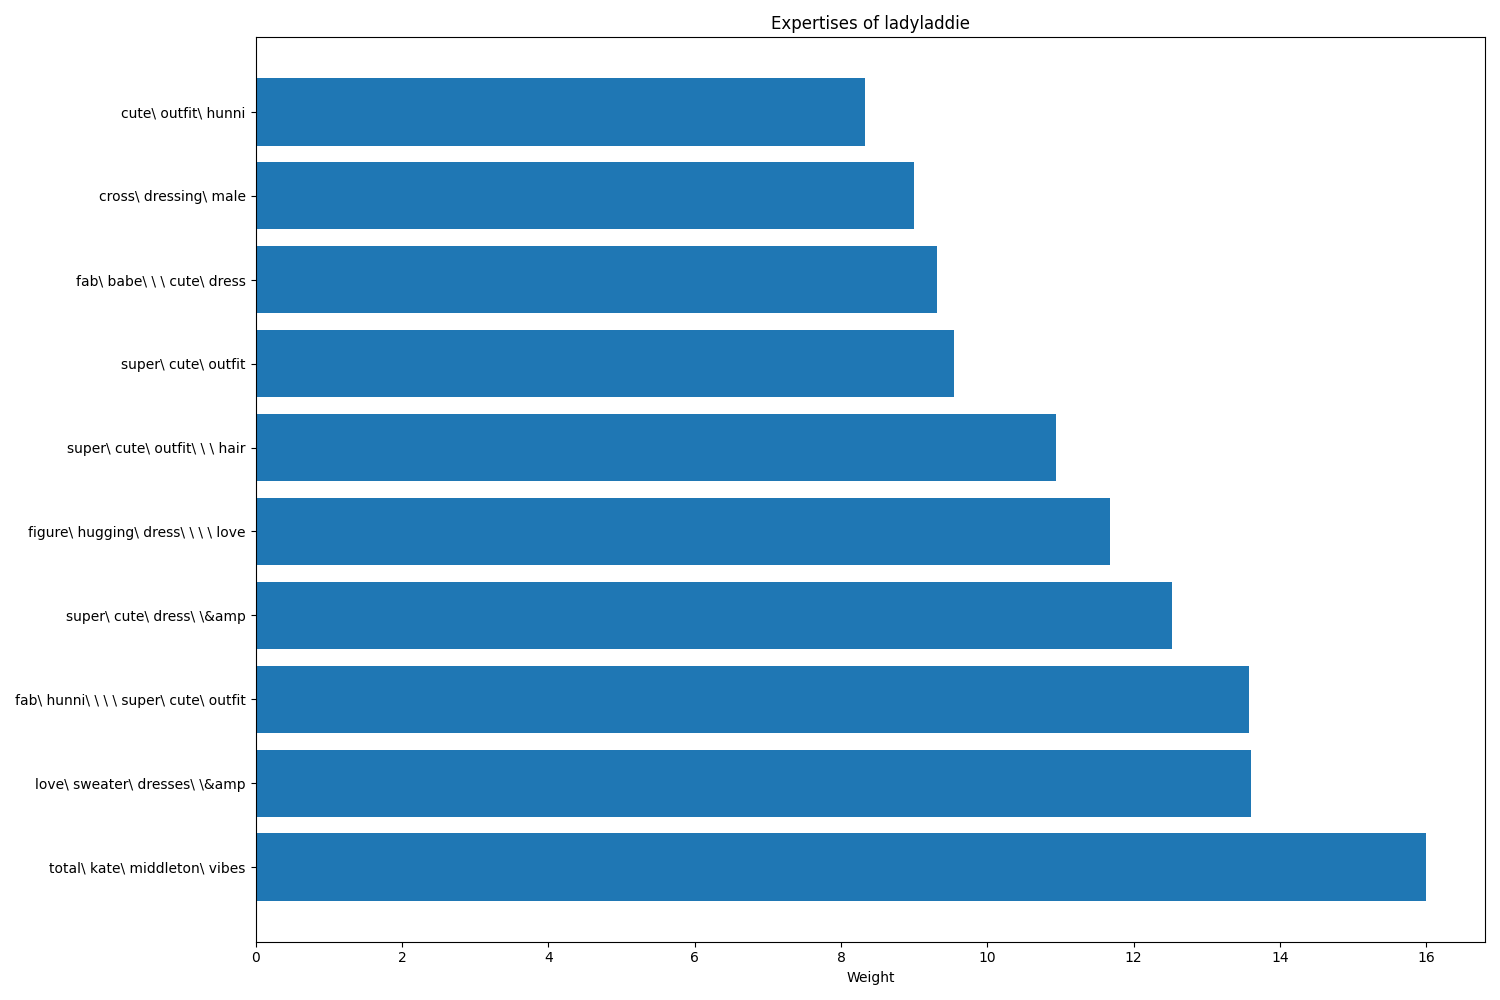 Expertises of ladyladdie
cute\ outfit\ hunni
cross\ dressing\ male
fab\ babe\ \ \ cute\ dress
super\ cute\ outfit
super\ cute\ outfit\ \ \ hair
figure\ hugging\ dress\ \ \ \ love
super\ cute\ dress\ \&amp
fab\ hunni\ \ \ \ super\ cute\ outfit
love\ sweater\ dresses\ \&amp
total\ kate\ middleton\ vibes
0 2 4 6 8 10 12 14 16
Weight